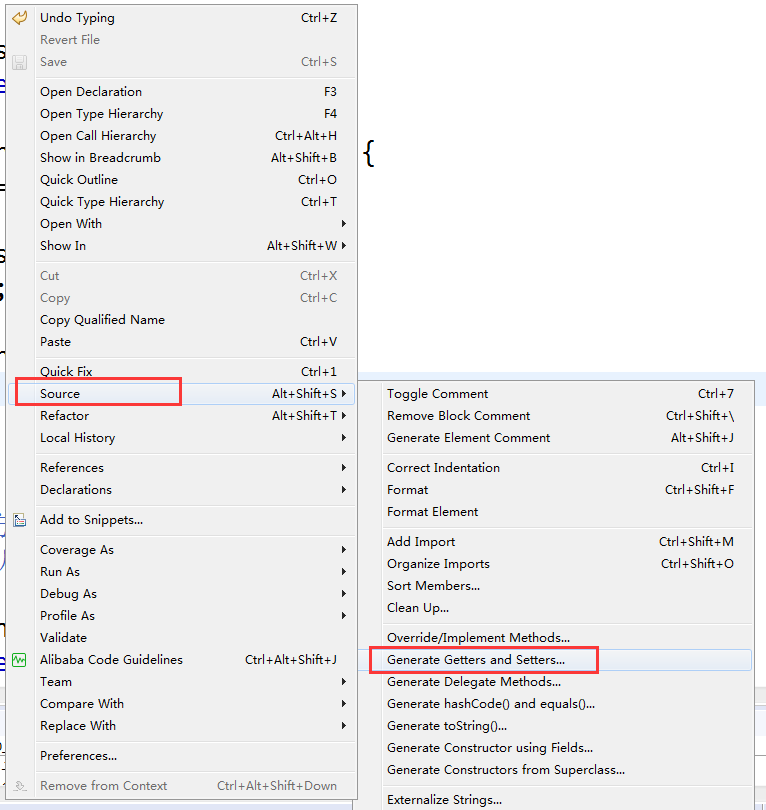 Undo Typing Ctrl+Z
Revert File
Save Ctrl+S
Open Declaration F3
Open Type Hierarchy F4
Open Call Hierarchy Ctrl+Alt+H
{
Show in Breadcrumb Alt+Shift+B
Quick Outline Ctrl+O
Quick Type Hierarchy Ctrl+T
Open With
Show In Alt+Shift+W
Cut Ctrl+X
Copy Ctrl+C
Copy Qualified Name
Paste Ctrl+V
Quick Fix Ctrl+1
Source Alt+Shift+S
Refactor Alt+Shift+T
Local History
References
Declarations
Add to Snippets...
Coverage As
Run As
Debug As
Profile As
Validate
Alibaba Code Guidelines Ctrl+Alt+Shift+J
Team
Compare With
Replace With
Preferences...
Remove from Context Ctrl+Alt+Shift+Down
Toggle Comment Ctrl+7
Remove Block Comment Ctrl+Shift+\
Generate Element Comment Alt+Shift+J
Correct Indentation Ctrl+I
Format Ctrl+Shift+F
Format Element
Add Import Ctrl+Shift+M
Organize Imports Ctrl+Shift+O
Sort Members...
Clean Up...
Override/Implement Methods...
Generate Getters and Setters...
Generate Delegate Methods...
Generate hashCode() and equals()...
Generate toString()...
Generate Constructor using Fields...
Generate Constructors from Superclass...
Externalize Strings...